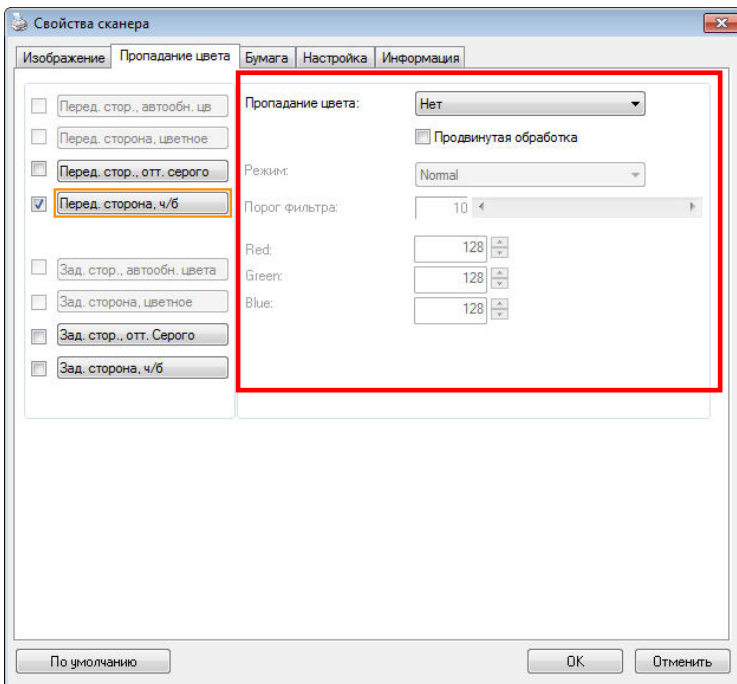 Свойства сканера
Изображение Пропадание цвета Бумага Настройка Информация
Перед. стор., автообн. цв
Перед. сторона, цветное
Перед. стор., отт. серого
Перед. сторона, ч/б
Зад. стор., автообн. цвета
Зад. сторона, цветное
Зад. стор., отт. Серого
Зад. сторона, ч/б
Пропадание цвета: Нет
Продвинутая обработка
Режим: Normal
Порог фильтра: 10
Red: 128
Green: 128
Blue: 128
По умолчанию OK Отменить